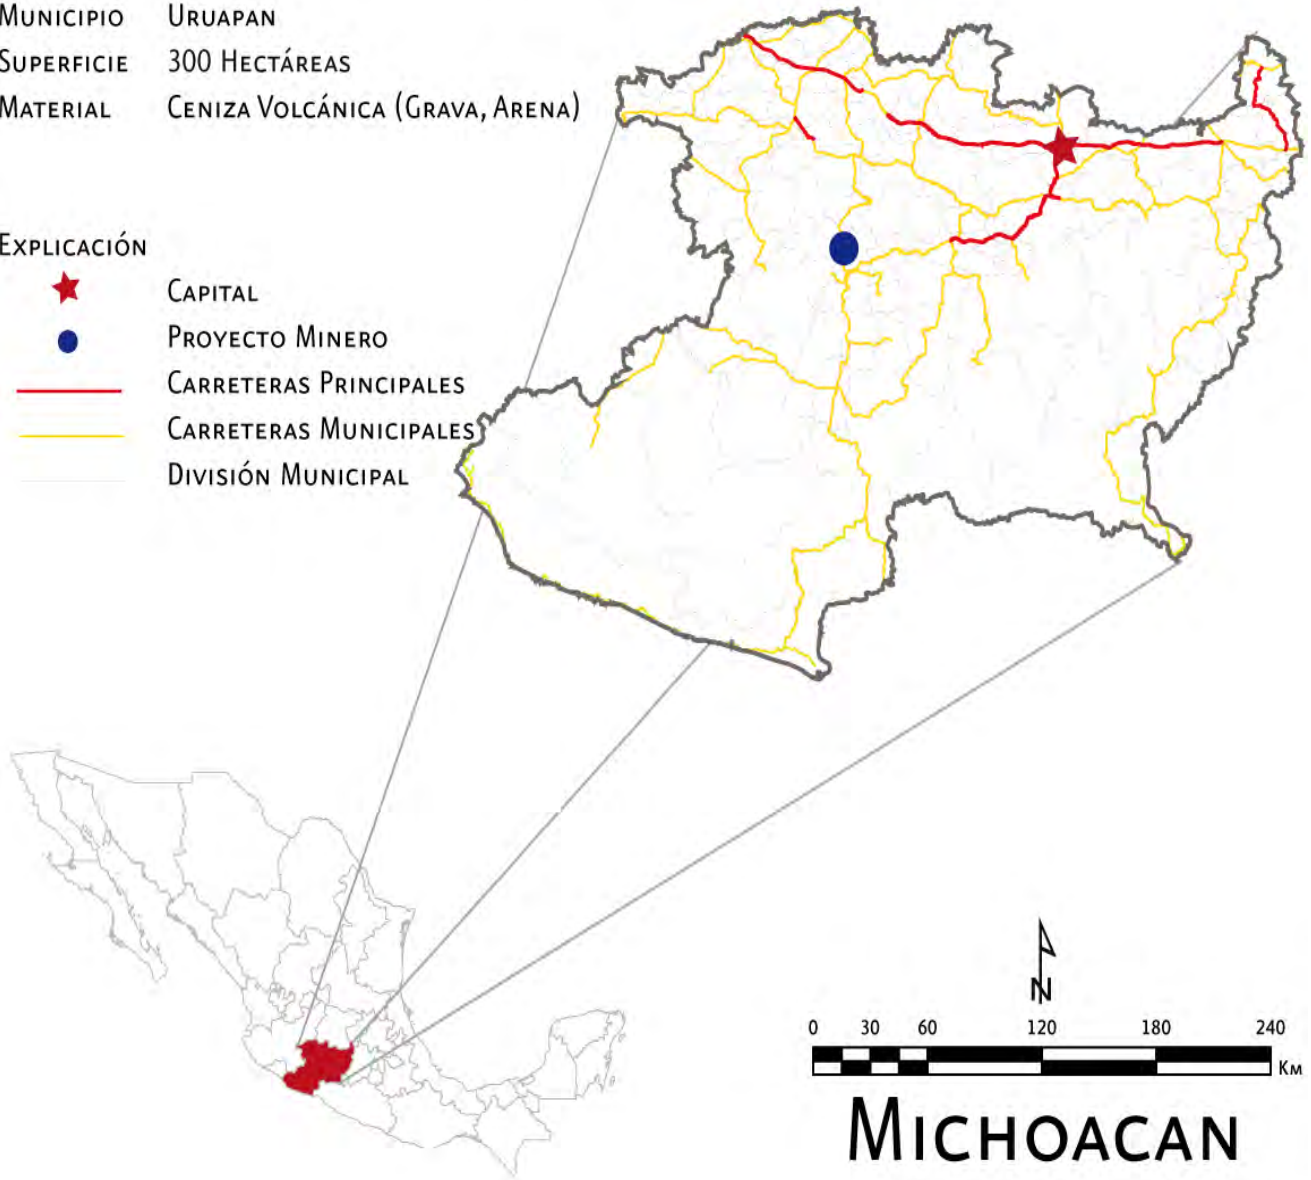 Municipio Uruapan
Superficie 300 Hectáreas
Material Ceniza Volcánica (Grava, Arena)
Explicación
Capital
Proyecto Minero
Carreteras Principales
Carreteras Municipales
División Municipal
N
0 30 60 120 180 240
Km
Michoacan